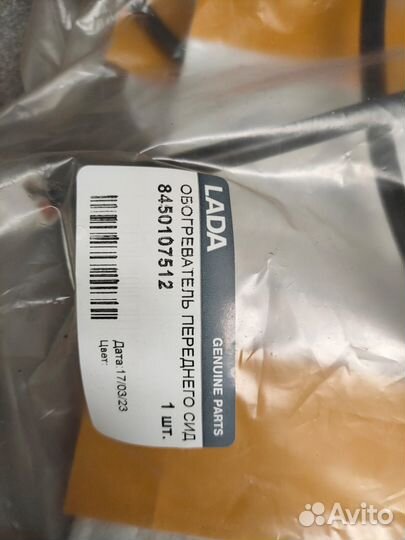 LADA
GENUINE PARTS
ОБОГРЕВАТЕЛЬ ПЕРЕДНЕГО СИД
8450107512
1 шт.
Дата:17/03/23
Цвет:
Avito